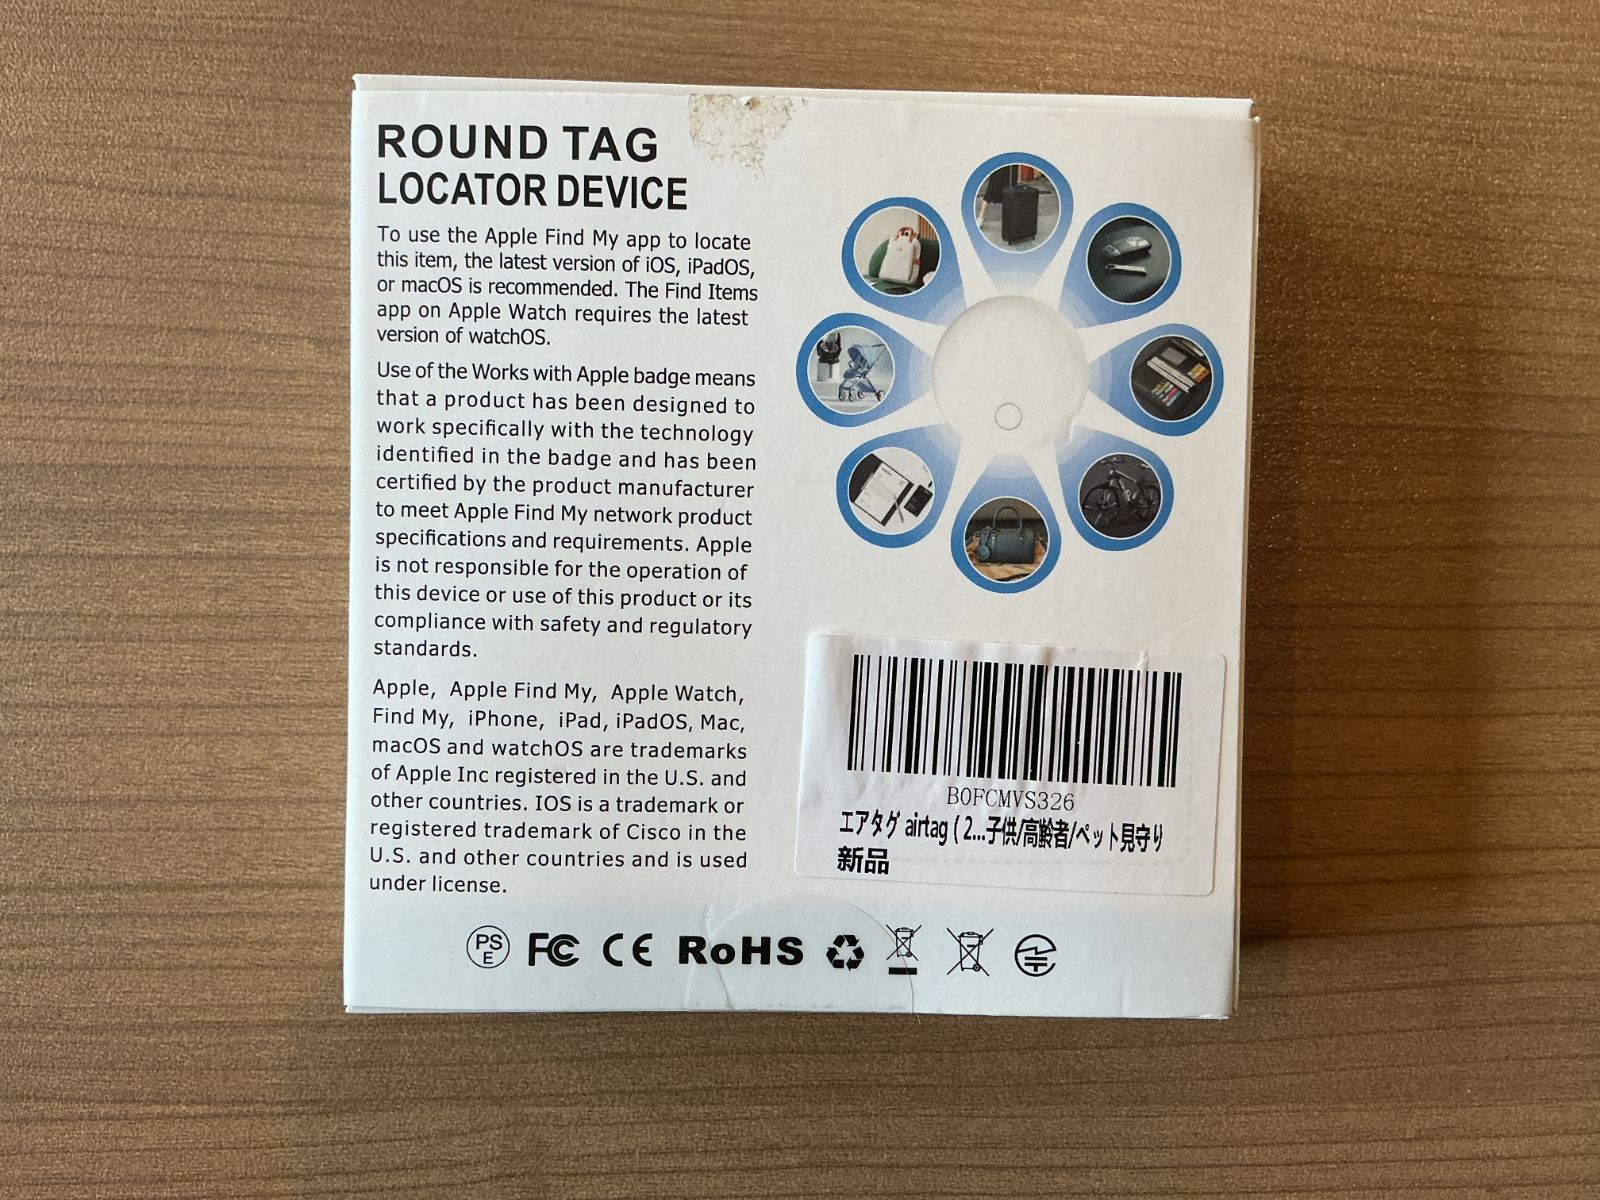 ROUND TAG
LOCATOR DEVICE
To use the Apple Find My app to locate
this item, the latest version of iOS, iPadOS,
or macOS is recommended. The Find Items
app on Apple Watch requires the latest
version of watchOS.
Use of the Works with Apple badge means
that a product has been designed to
work specifically with the technology
identified in the badge and has been
certified by the product manufacturer
to meet Apple Find My network product
specifications and requirements. Apple
is not responsible for the operation of
this device or use of this product or its
compliance with safety and regulatory
standards.
Apple, Apple Find My, Apple Watch,
Find My, iPhone, iPad, iPadOS, Mac,
macOS and watchOS are trademarks
of Apple Inc registered in the U.S. and
other countries. IOS is a trademark or
registered trademark of Cisco in the
U.S. and other countries and is used
under license.
B0FCMVS326
エアタグ airtag ( 2...子供/高齢者/ペット見守り
新品
PS
E
FC CE RoHS